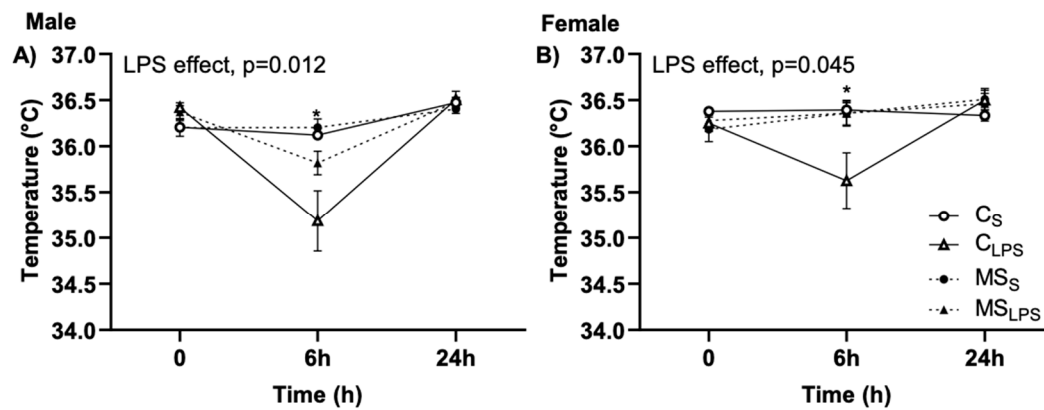 Male
A)
LPS effect, p=0.012
37.0
36.5
36.0
35.5
35.0
34.5
34.0
Temperature (°C)
*
*
0
6h
24h
Time (h)
Female
B)
LPS effect, p=0.045
37.0
36.5
36.0
35.5
35.0
34.5
34.0
Temperature (°C)
*
0
6h
24h
Time (h)
CS
CLPS
MSS
MSLPS